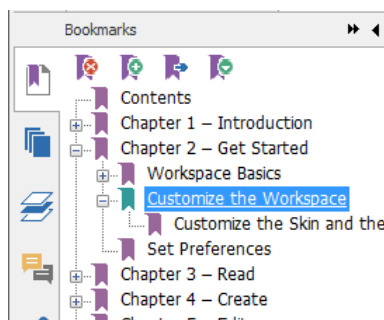 Bookmarks
Contents
Chapter 1 – Introduction
Chapter 2 – Get Started
Workspace Basics
Customize the Workspace
Customize the Skin and the
Set Preferences
Chapter 3 – Read
Chapter 4 – Create